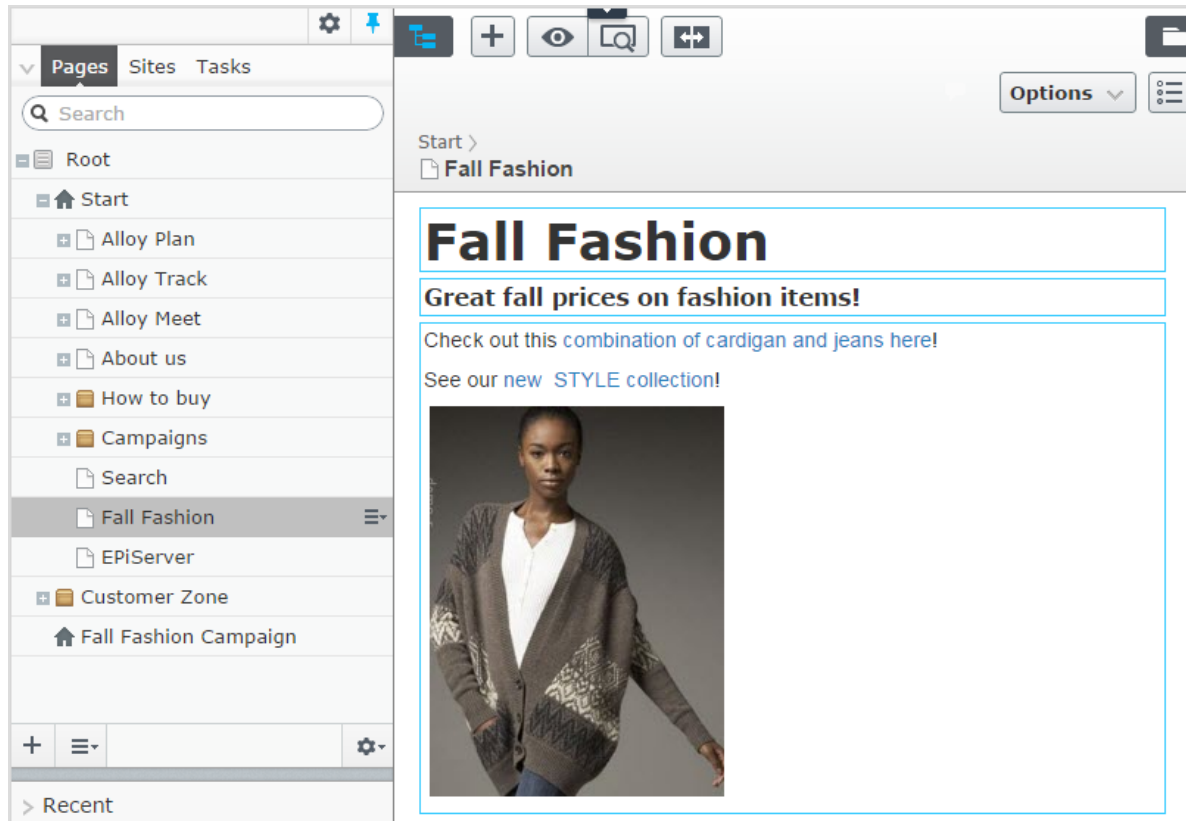 Pages Sites Tasks
Search
Root
Start
Alloy Plan
Alloy Track
Alloy Meet
About us
How to buy
Campaigns
Search
Fall Fashion
EPiServer
Customer Zone
Fall Fashion Campaign
Recent
Options
Start
Fall Fashion
Fall Fashion
Great fall prices on fashion items!
Check out this combination of cardigan and jeans here!
See our new  STYLE collection!